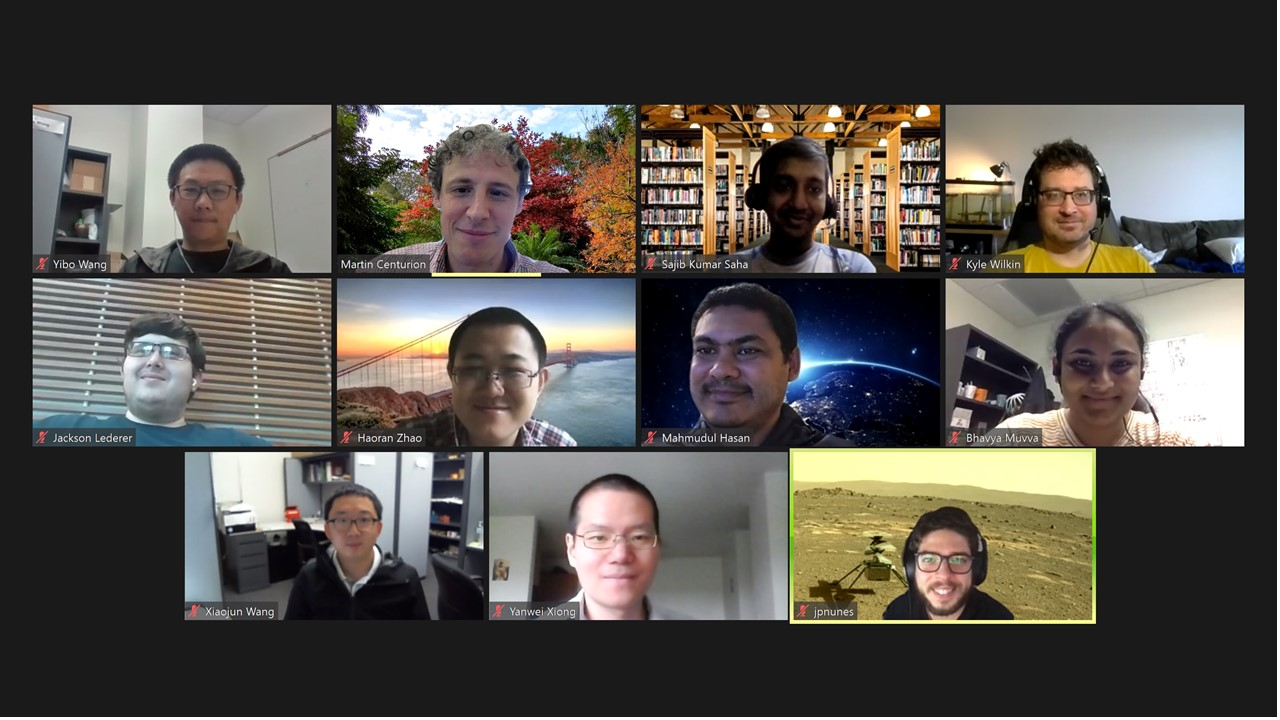 Yibo Wang
Martin Centurion
Sajib Kumar Saha
Kyle Wilkin
Jackson Lederer
Haoran Zhao
Mahmudul Hasan
Bhavya Muvva
Xiaojun Wang
Yanwei Xiong
jpnunes